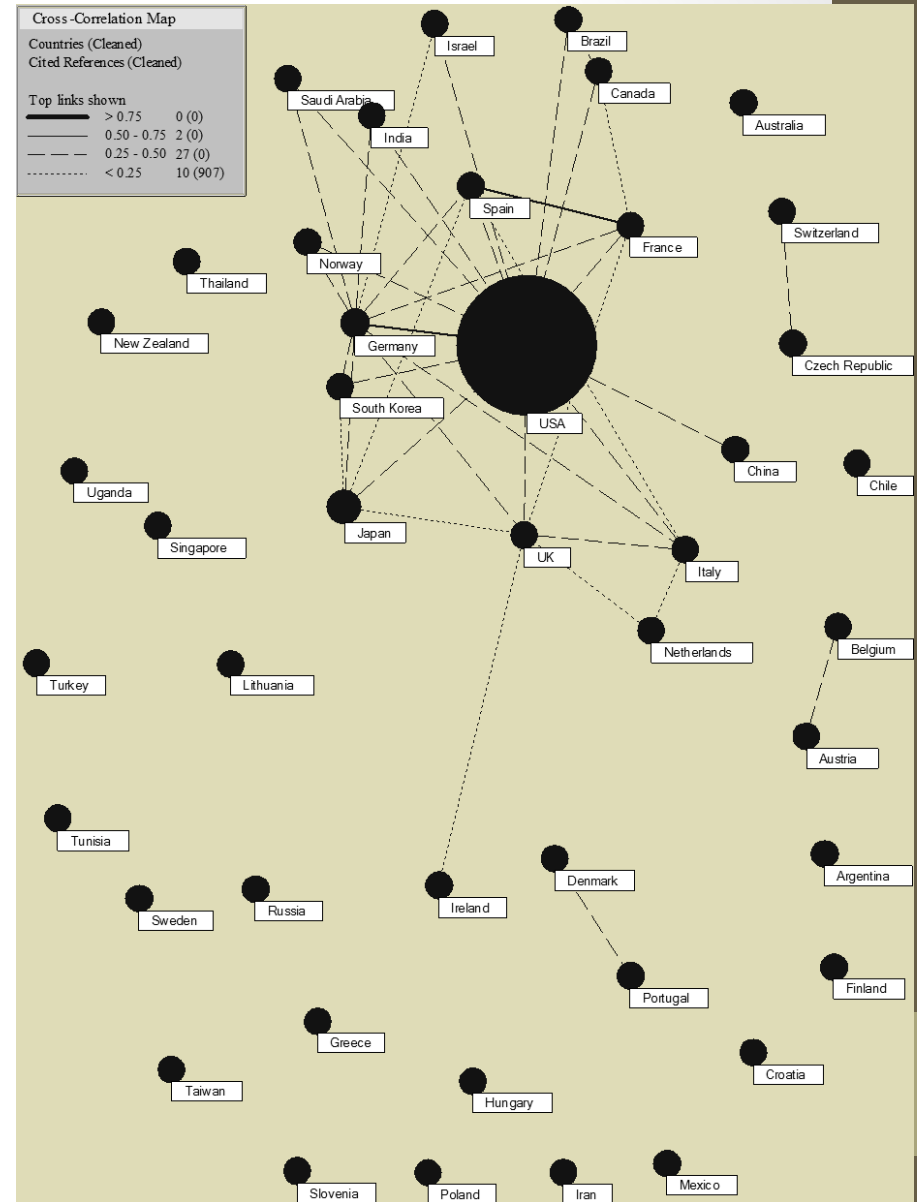 Cross-Correlation Map
Countries (Cleaned)
Cited References (Cleaned)
Top links shown
> 0.75 0 (0)
0.50 - 0.75 2 (0)
0.25 - 0.50 27 (0)
< 0.25 10 (907)
Israel
Brazil
Saudi Arabia
Canada
India
Australia
Spain
Switzerland
France
Norway
Thailand
New Zealand
Germany
Czech Republic
South Korea
USA
China
Chile
Uganda
Japan
Singapore
UK
Italy
Netherlands
Belgium
Turkey
Lithuania
Austria
Tunisia
Argentina
Denmark
Ireland
Russia
Sweden
Finland
Portugal
Greece
Croatia
Taiwan
Hungary
Mexico
Slovenia
Poland
Iran